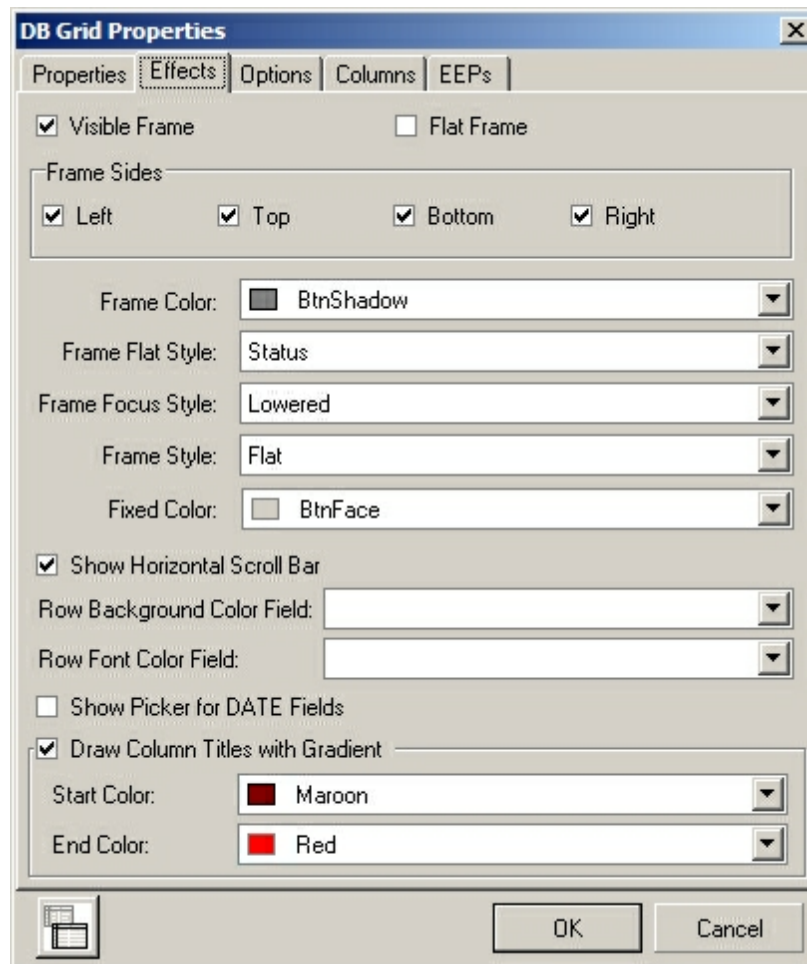 DB Grid Properties
Properties Effects Options Columns EEPs
Visible Frame Flat Frame
Frame Sides
Left Top Bottom Right
Frame Color: BtnShadow
Frame Flat Style: Status
Frame Focus Style: Lowered
Frame Style: Flat
Fixed Color: BtnFace
Show Horizontal Scroll Bar
Row Background Color Field:
Row Font Color Field:
Show Picker for DATE Fields
Draw Column Titles with Gradient
Start Color: Maroon
End Color: Red
OK Cancel